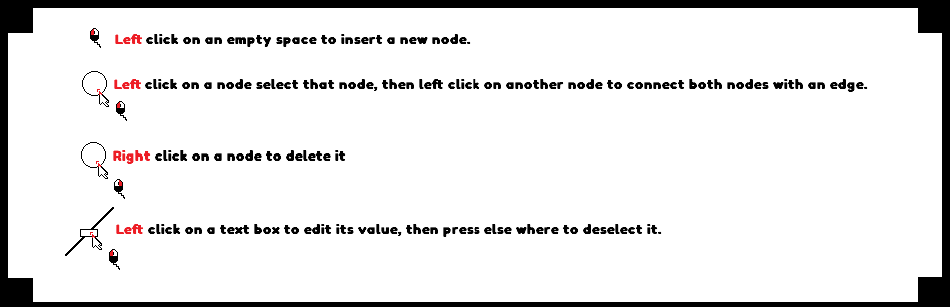 Left click on an empty space to insert a new node.
Left click on a node select that node, then left click on another node to connect both nodes with an edge.
Right click on a node to delete it
Left click on a text box to edit its value, then press else where to deselect it.